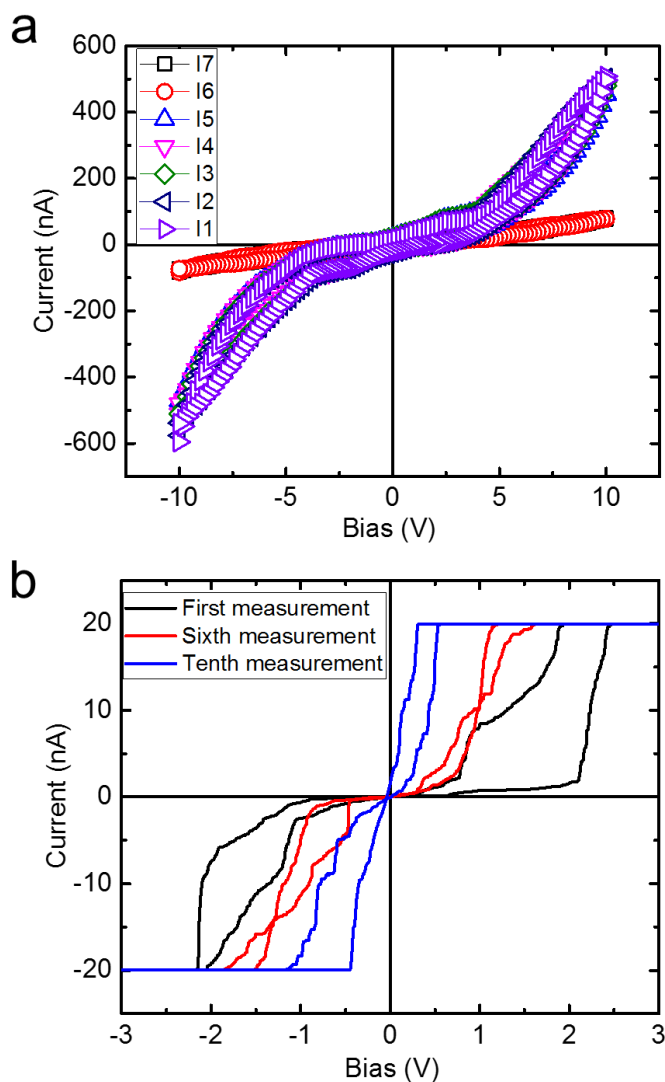 a
600
400
200
0
-200
-400
-600
Current (nA)
I7
I6
I5
I4
I3
I2
I1
-10 -5 0 5 10
Bias (V)
b
20
10
0
-10
-20
Current (nA)
First measurement
Sixth measurement
Tenth measurement
-3 -2 -1 0 1 2 3
Bias (V)